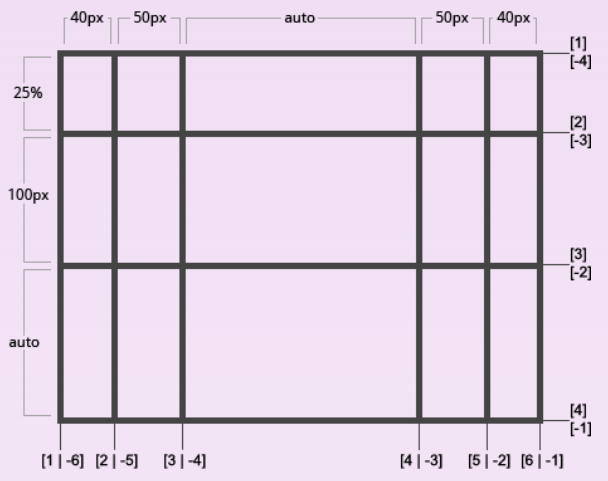 40px 50px auto 50px 40px
[1]
[-4]
25%
[2]
[-3]
100px
[3]
[-2]
auto
[4]
[-1]
[1 | -6] [2 | -5] [3 | -4] [4 | -3] [5 | -2] [6 | -1]